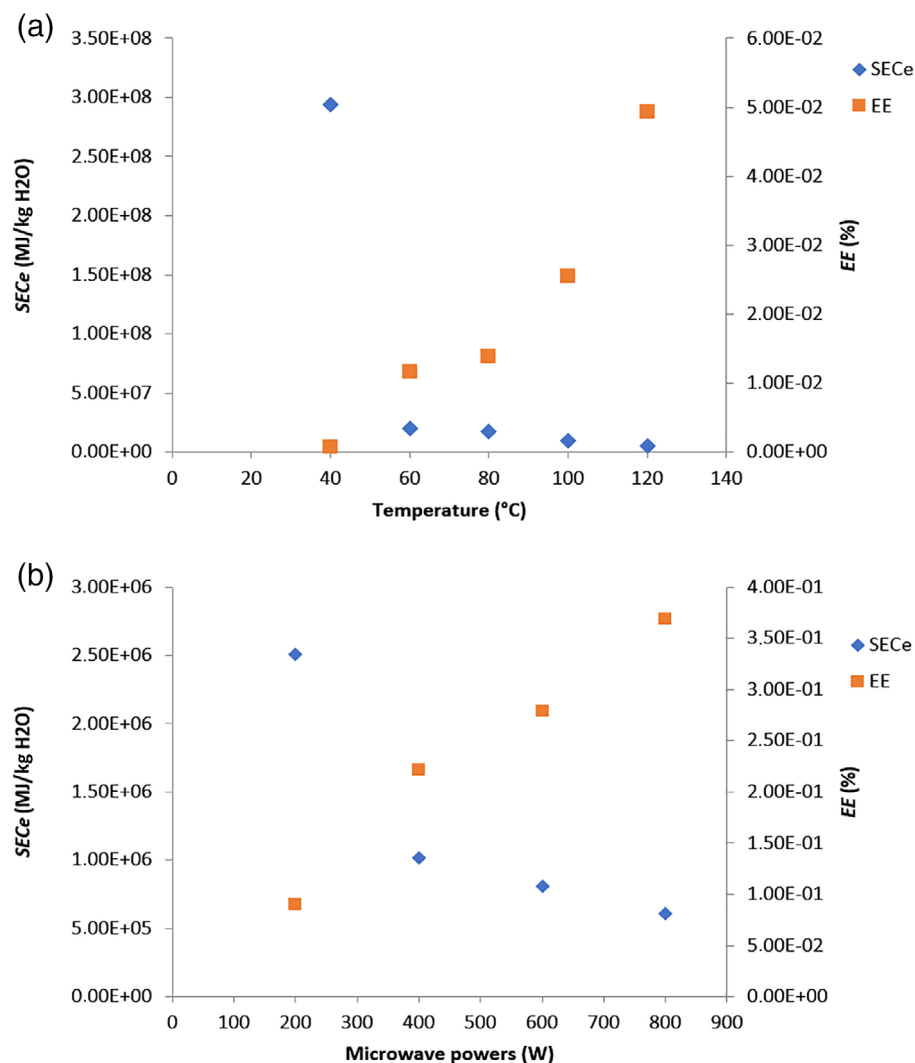 (a)
3.50E+08
3.00E+08
2.50E+08
2.00E+08
1.50E+08
1.00E+08
5.00E+07
0.00E+00
SECe (MJ/kg H2O)
6.00E-02
5.00E-02
4.00E-02
3.00E-02
2.00E-02
1.00E-02
0.00E+00
EE (%)
SECe
EE
0 20 40 60 80 100 120 140
Temperature (°C)
(b)
3.00E+06
2.50E+06
2.00E+06
1.50E+06
1.00E+06
5.00E+05
0.00E+00
SECe (MJ/kg H2O)
4.00E-01
3.50E-01
3.00E-01
2.50E-01
2.00E-01
1.50E-01
1.00E-01
5.00E-02
0.00E+00
EE (%)
SECe
EE
0 100 200 300 400 500 600 700 800 900
Microwave powers (W)